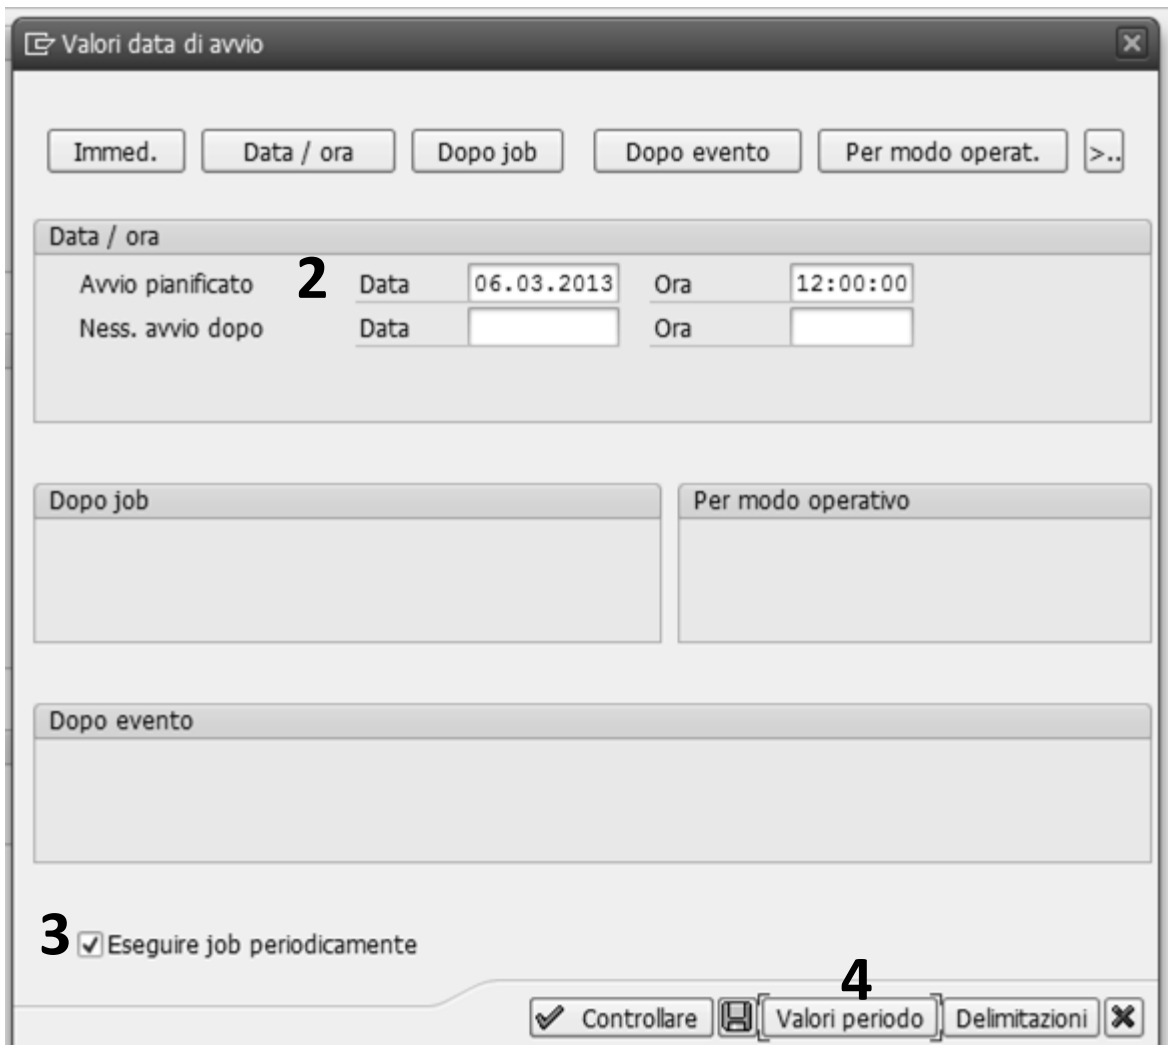 Valori data di avvio
Immed. Data / ora Dopo job Dopo evento Per modo operat. >..
Data / ora
Avvio pianificato 2 Data 06.03.2013 Ora 12:00:00
Ness. avvio dopo Data Ora
Dopo job Per modo operativo
Dopo evento
3 Eseguire job periodicamente
4
Controllare Valori periodo Delimitazioni